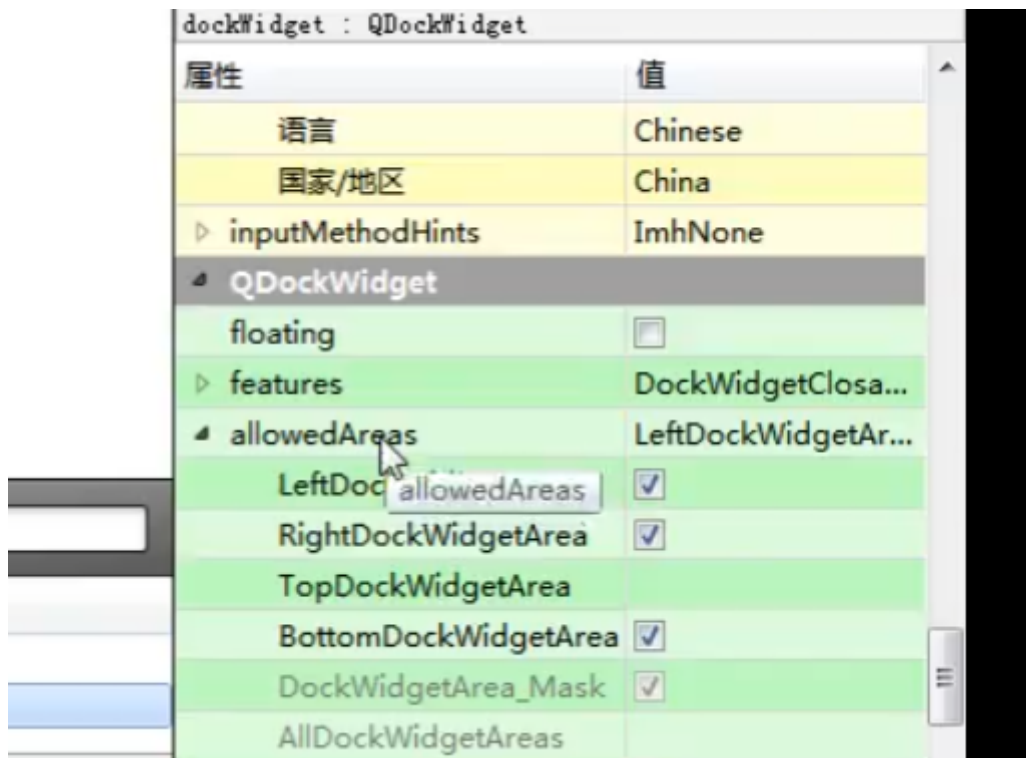 dockWidget : QDockWidget
属性 值
语言 Chinese
国家/地区 China
inputMethodHints ImhNone
QDockWidget
floating
features DockWidgetClosa...
allowedAreas LeftDockWidgetAr...
LeftDoc
allowedAreas
RightDockWidgetArea
TopDockWidgetArea
BottomDockWidgetArea
DockWidgetArea_Mask
AllDockWidgetAreas